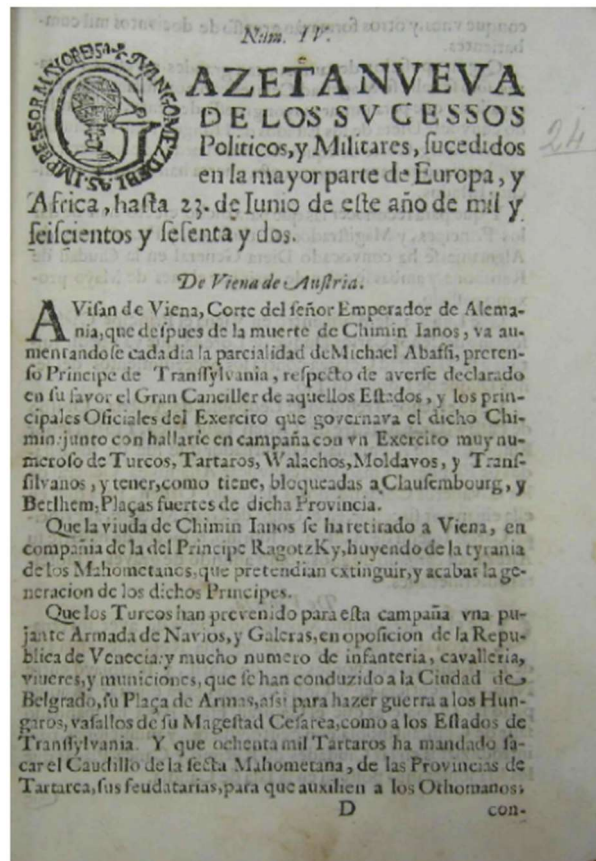 Num. IV.
IVAN GOMEZ DE BLAS, IMPRESSOR MAYOR
GAZETA NVEVA
24
DE LOS SVCESSOS
Politicos, y Militares, sucedidos
en la mayor parte de Europa, y
Africa, hasta 23. de Iunio de este año de mil y
seiscientos y sesenta y dos.
De Viena de Austria.
AVisan de Viena, Corte del señor Emperador de Alema-
nia, que despues de la muerte de Chimin Ianos, va au-
mentandose cada dia la parcialidad de Michael Abaffi, preten-
so Principe de Transsylvania, respecto de averse declarado
en su favor el Gran Canciller de aquellos Estados, y los prin-
cipales Oficiales del Exercito que governava el dicho Chi-
min: junto con hallarse en campaña con vn Exercito muy nu-
meroso de Turcos, Tartaros, Walachos, Moldavos, y Trans-
silvanos, y tener, como tiene, bloqueadas a Clausembourg, y
Betlhem, Plaças fuertes de dicha Provincia.
Que la viuda de Chimin Ianos se ha retirado a Viena, en
compañia de la del Principe RagotzKy, huyendo de la tyrania
de los Mahometanos, que pretendian extinguir, y acabar la ge-
neracion de los dichos Principes.
Que los Turcos han prevenido para esta campaña vna pu-
jante Armada de Navios, y Galeras, en oposicion de la Repu-
blica de Venecia: y mucho numero de infanteria, cavalleria,
viueres, y municiones, que se han conduzido a la Ciudad de
Belgrado, su Plaça de Armas, assi para hazer guerra a los Hun-
garos, vasallos de su Magestad Cesarea, como a los Estados de
Transsylvania. Y que ochenta mil Tartaros ha mandado sa-
car el Caudillo de la secta Mahometana, de las Provincias de
Tartarea, sus feudatarias, para que auxilien a los Othomanos;
D con-